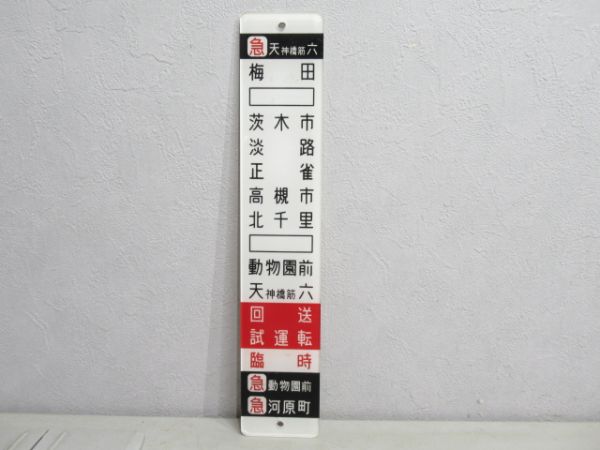 急天神橋筋六
梅田
茨木市
淡路
正雀
高槻市
北千里
動物園前
天神橋筋六
回送
試運転
臨時
急動物園前
急河原町